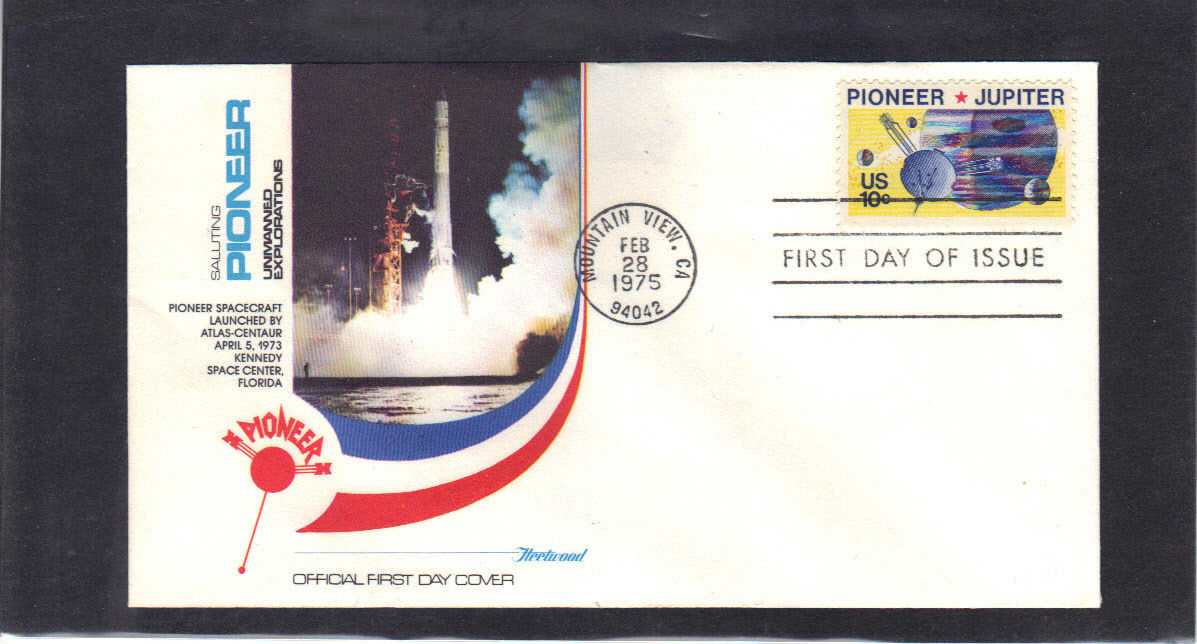 SALUTING
PIONEER
UNMANNED
EXPLORATIONS
PIONEER SPACECRAFT
LAUNCHED BY
ATLAS-CENTAUR
APRIL 5, 1973
KENNEDY
SPACE CENTER,
FLORIDA
PIONEER
Fleetwood
OFFICIAL FIRST DAY COVER
MOUNTAIN VIEW, CA
FEB
28
1975
94042
PIONEER ★ JUPITER
US
10c
FIRST DAY OF ISSUE